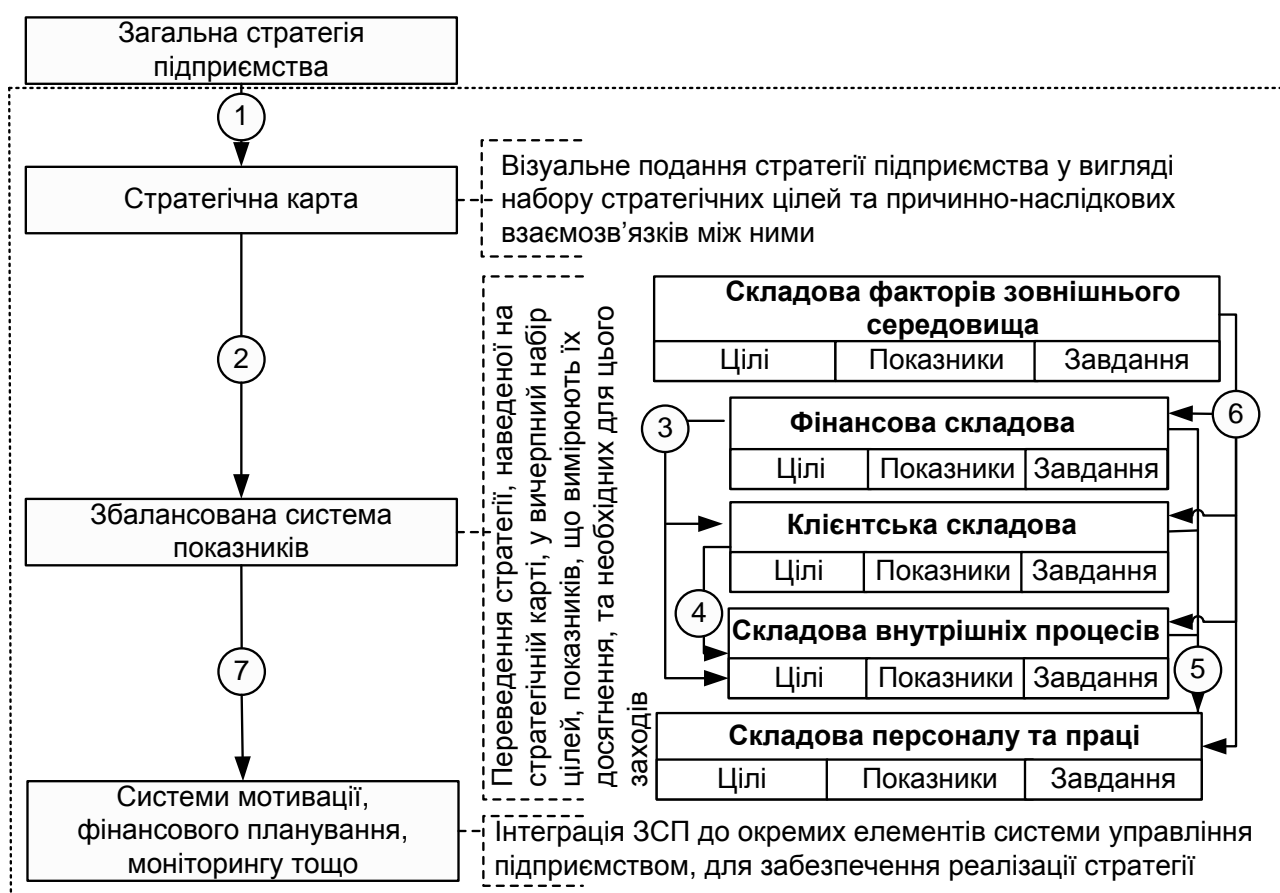 Загальна стратегія
підприємства
1
Стратегічна карта
Візуальне подання стратегії підприємства у вигляді
набору стратегічних цілей та причинно-наслідкових
взаємозв'язків між ними
2
Збалансована система
показників
Переведення стратегії, наведеної на
стратегічній карті, у вичерпний набір
цілей, показників, що вимірюють їх
досягнення, та необхідних для цього
заходів
Складова факторів зовнішнього
середовища
Цілі Показники Завдання
3
6
Фінансова складова
Цілі Показники Завдання
Клієнтська складова
Цілі Показники Завдання
4
Складова внутрішніх процесів
Цілі Показники Завдання
5
Складова персоналу та праці
Цілі Показники Завдання
7
Системи мотивації,
фінансового планування,
моніторингу тощо
Інтеграція ЗСП до окремих елементів системи управління
підприємством, для забезпечення реалізації стратегії